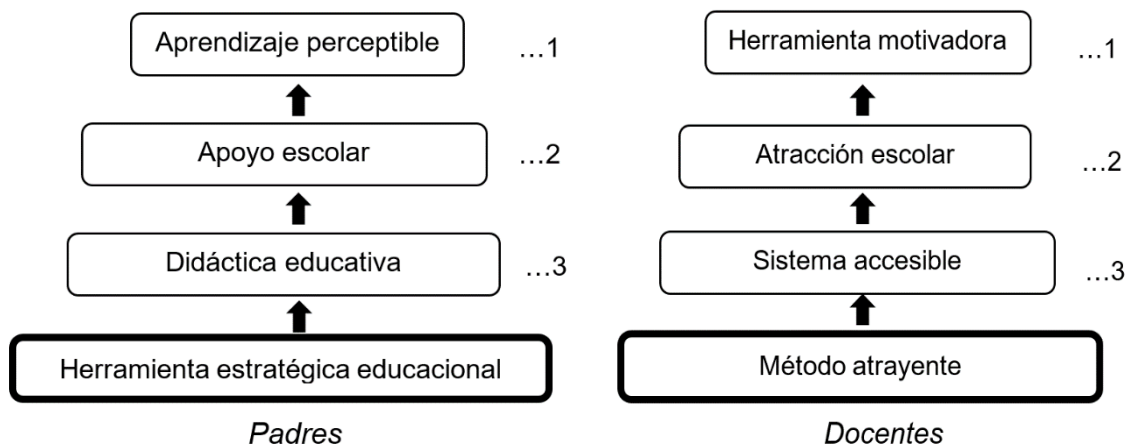 Aprendizaje perceptible …1
Apoyo escolar …2
Didáctica educativa …3
Herramienta estratégica educacional
Padres
Herramienta motivadora …1
Atracción escolar …2
Sistema accesible …3
Método atrayente
Docentes